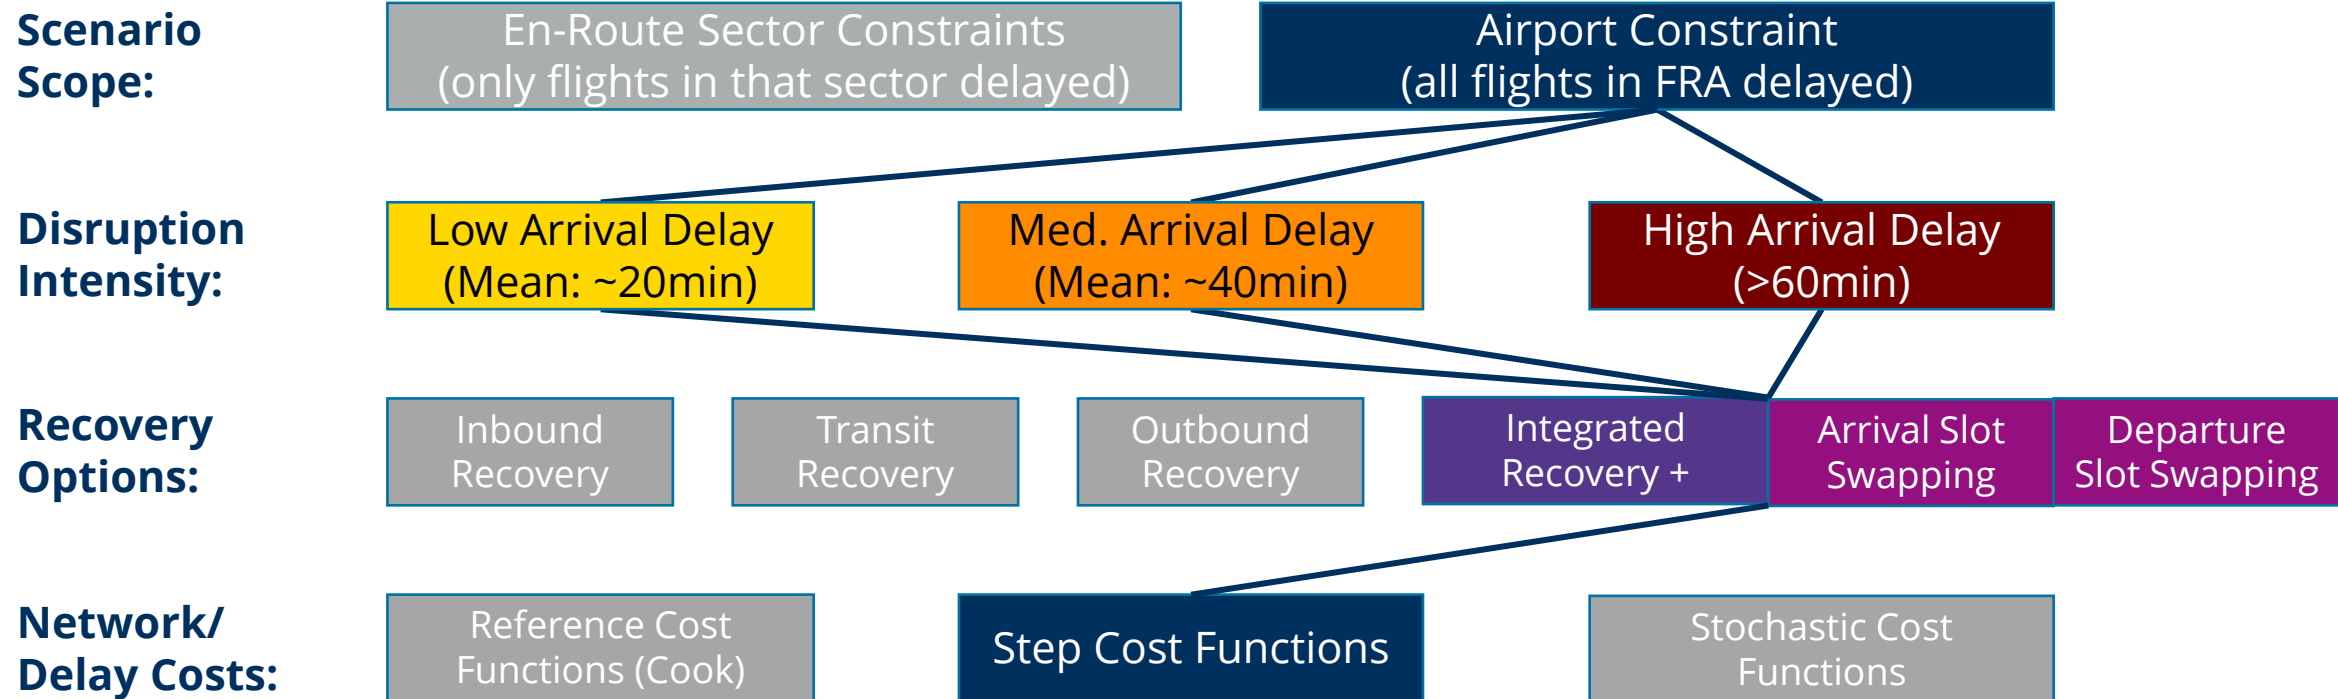 Scenario
Scope:
En-Route Sector Constraints
(only flights in that sector delayed)
Airport Constraint
(all flights in FRA delayed)
Disruption
Intensity:
Low Arrival Delay
(Mean: ~20min)
Med. Arrival Delay
(Mean: ~40min)
High Arrival Delay
(>60min)
Recovery
Options:
Inbound
Recovery
Transit
Recovery
Outbound
Recovery
Integrated
Recovery +
Arrival Slot
Swapping
Departure
Slot Swapping
Network/
Delay Costs:
Reference Cost
Functions (Cook)
Step Cost Functions
Stochastic Cost
Functions